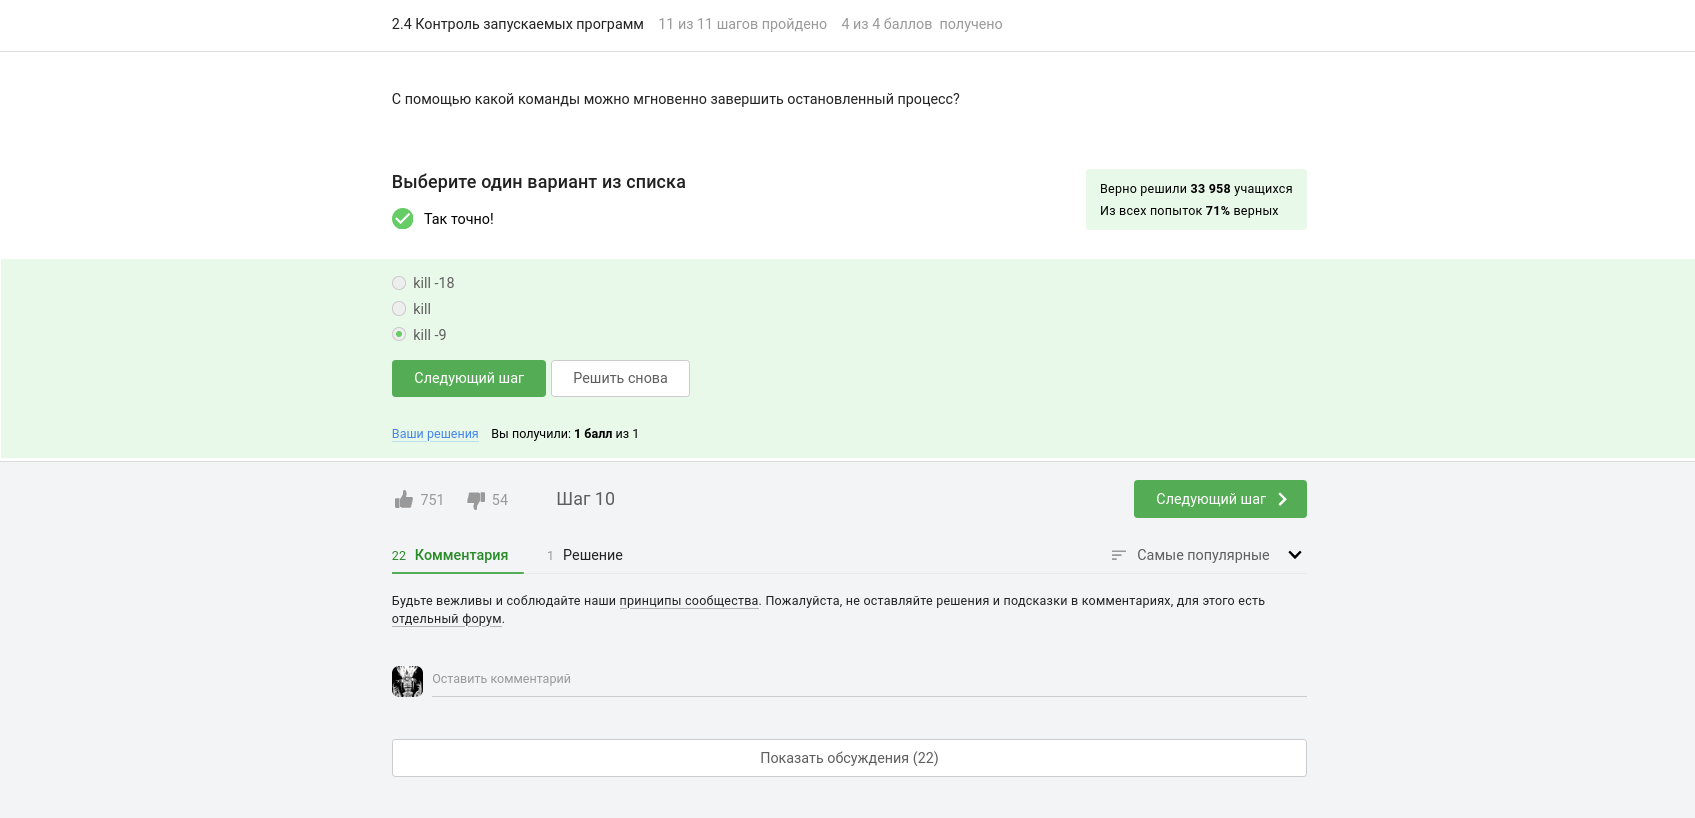 2.4 Контроль запускаемых программ 11 из 11 шагов пройдено 4 из 4 баллов получено
С помощью какой команды можно мгновенно завершить остановленный процесс?
Выберите один вариант из списка
Так точно!
Верно решили 33 958 учащихся
Из всех попыток 71% верных
kill -18
kill
kill -9
Следующий шаг Решить снова
Ваши решения Вы получили: 1 балл из 1
751 54 Шаг 10 Следующий шаг
22 Комментария 1 Решение Самые популярные
Будьте вежливы и соблюдайте наши принципы сообщества. Пожалуйста, не оставляйте решения и подсказки в комментариях, для этого есть
отдельный форум.
Оставить комментарий
Показать обсуждения (22)